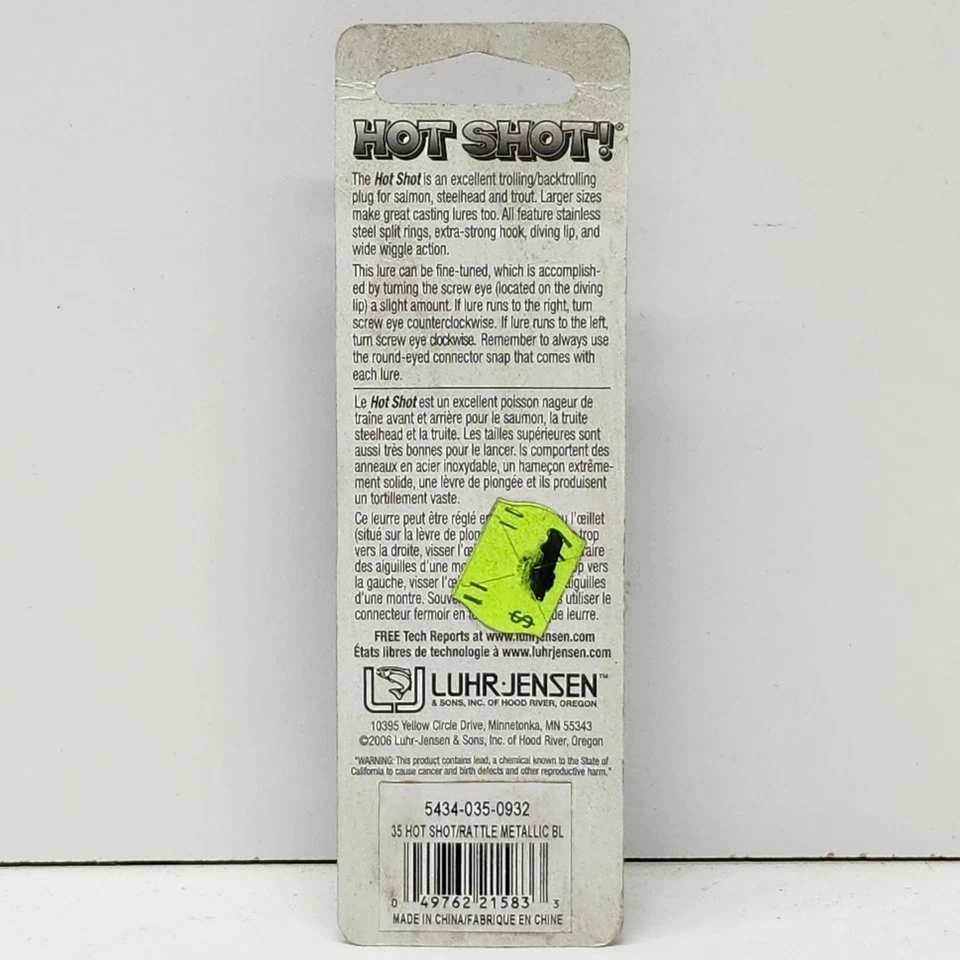 HOT SHOT!®
The Hot Shot is an excellent trolling/backtrolling
plug for salmon, steelhead and trout. Larger sizes
make great casting lures too. All feature stainless
steel split rings, extra-strong hook, diving lip, and
wide wiggle action.
This lure can be fine-tuned, which is accomplish-
ed by turning the screw eye (located on the diving
lip) a slight amount. If lure runs to the right, turn
screw eye counterclockwise. If lure runs to the left,
turn screw eye clockwise. Remember to always use
the round-eyed connector snap that comes with
each lure.
Le Hot Shot est un excellent poisson nageur de
traîne avant et arrière pour le saumon, la truite
steelhead et la truite. Les tailles supérieures sont
aussi très bonnes pour le lancer. Is comportent des
anneaux en acier inoxydable, un hameçon extrême-
ment solide, une lèvre de plongée et ils produisent
un tortillement vaste.
Ce leurre peut être réglé l'œillet
(situé sur la lèvre de trop
vers la droite, visser
des aiguilles d'une vers
la gauche, visser aiguilles
d'une montre. utiliser le
connecteur fermoir en de leurre.
FREE Tech Reports at www.luhrjensen.com
États libres de technologie à www.luhrjensen.com
LUHR·JENSEN™
& SONS, INC. OF HOOD RIVER, OREGON
10395 Yellow Circle Drive, Minnetonka, MN 55343
©2006 Luhr-Jensen & Sons, Inc. of Hood River, Oregon
"WARNING: This product contains lead, a chemical known to the State of
California to cause cancer and birth defects and other reproductive harm."
5434-035-0932
35 HOT SHOT/RATTLE METALLIC BL
0 49762 21583 3
MADE IN CHINA/FABRIQUE EN CHINE